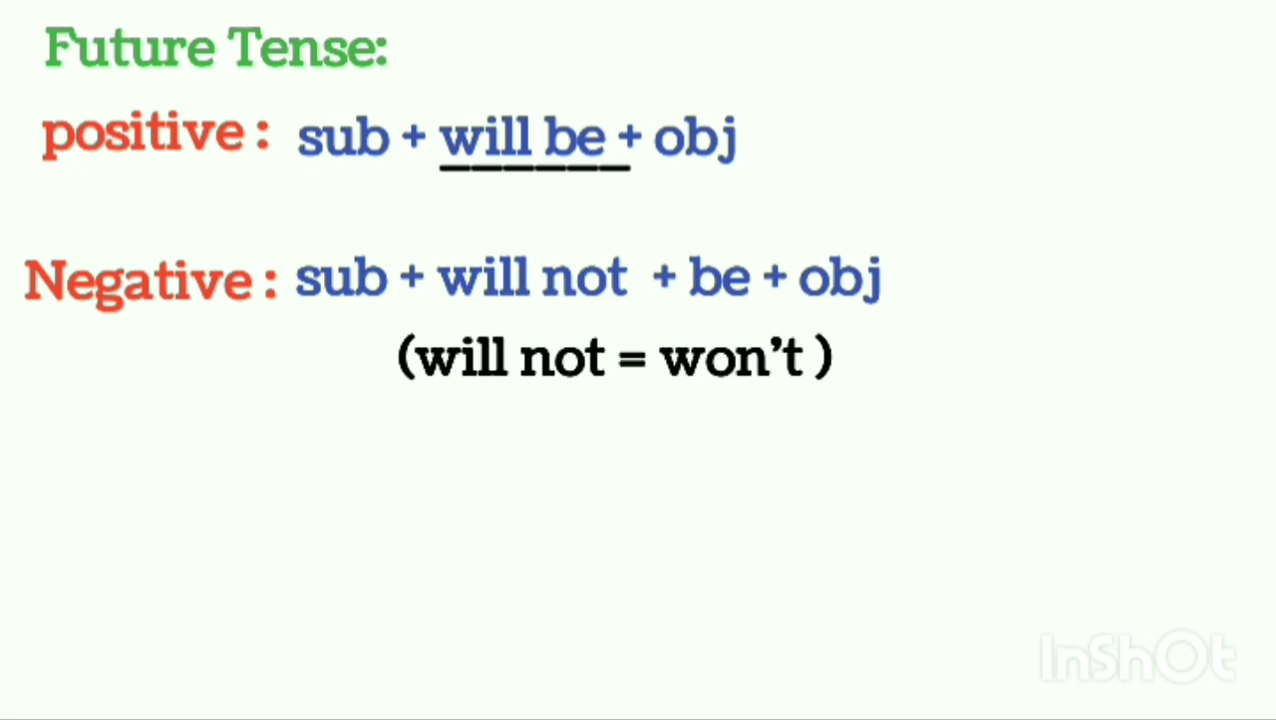 Future Tense:
positive : sub + will be + obj
Negative : sub + will not + be + obj
(will not = won't )
InShOt